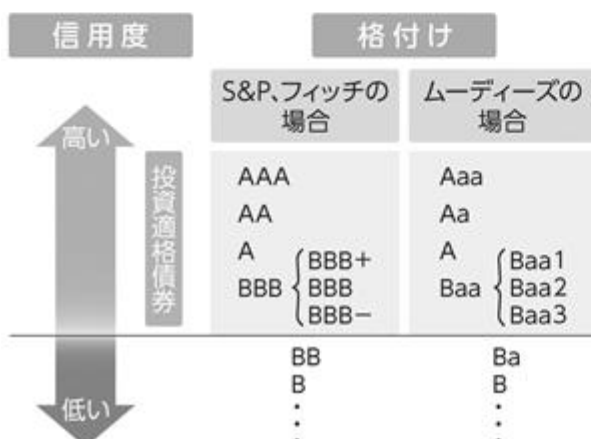 信用度
格付け
S&P、フィッチの
場合
ムーディーズの
場合
高い
投資適格債券
AAA
Aaa
AA
Aa
A
A
BBB
BBB+
BBB
BBB−
Baa
Baa1
Baa2
Baa3
BB
Ba
B
B
低い
・
・
・
・
・
・